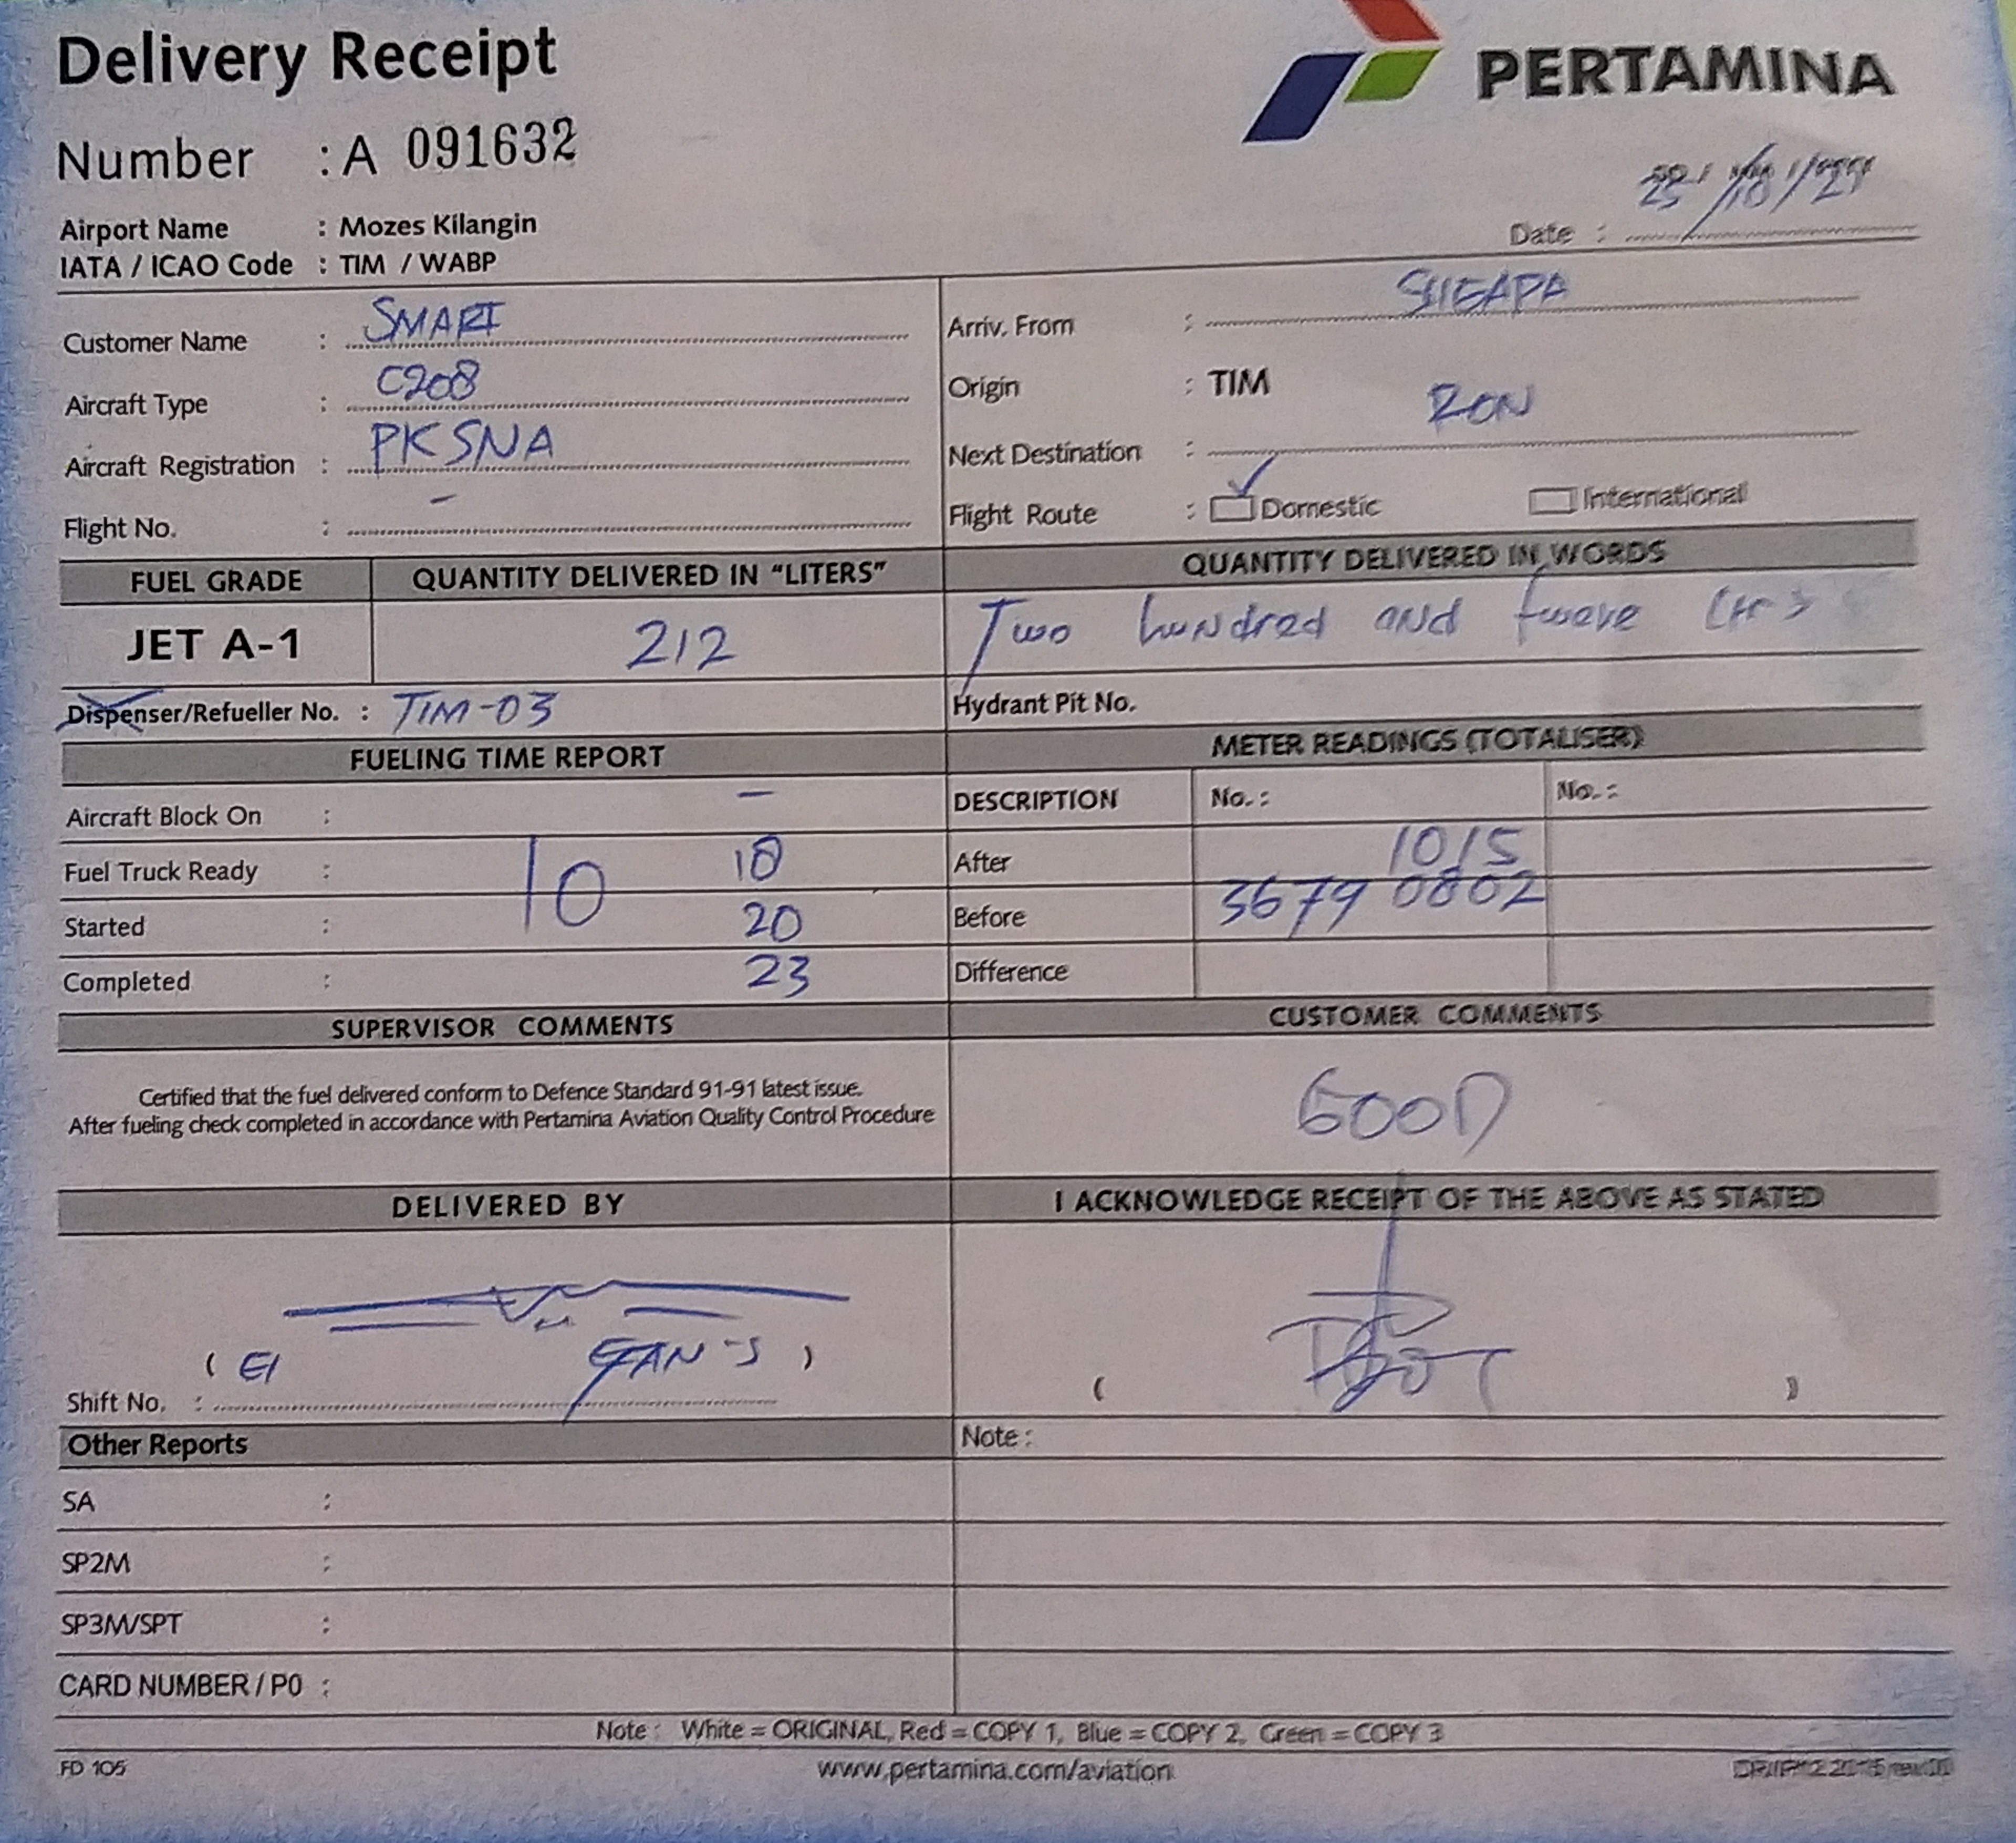 Delivery Receipt
PERTAMINA
Number : A 091632
Airport Name : Mozes Kilangin
IATA / ICAO Code : TIM / WABP
Date :
Customer Name : SMART
Aircraft Type : C208
Aircraft Registration : PKSNA
Flight No. : -
Arriv. From :
Origin : TIM
Next Destination : RON
Flight Route : Domestic International
FUEL GRADE
QUANTITY DELIVERED IN "LITERS"
QUANTITY DELIVERED IN WORDS
JET A-1
212
Two hundred and twave Ltrs
Dispenser/Refueller No. : TIM-03
Hydrant Pit No.
FUELING TIME REPORT
METER READINGS (TOTALISER)
Aircraft Block On : -
DESCRIPTION No. : No. :
Fuel Truck Ready : 10 18
After 1015
Started : 20
Before 3679 0802
Completed : 23
Difference
SUPERVISOR COMMENTS
CUSTOMER COMMENTS
Certified that the fuel delivered conform to Defence Standard 91-91 latest issue.
After fueling check completed in accordance with Pertamina Aviation Quality Control Procedure
GOOD
DELIVERED BY
I ACKNOWLEDGE RECEIPT OF THE ABOVE AS STATED
Shift No. :
Other Reports
Note :
SA :
SP2M :
SP3M/SPT :
CARD NUMBER / PO :
Note : White = ORIGINAL, Red = COPY 1, Blue = COPY 2, Green = COPY 3
FD 105
www.pertamina.com/aviation